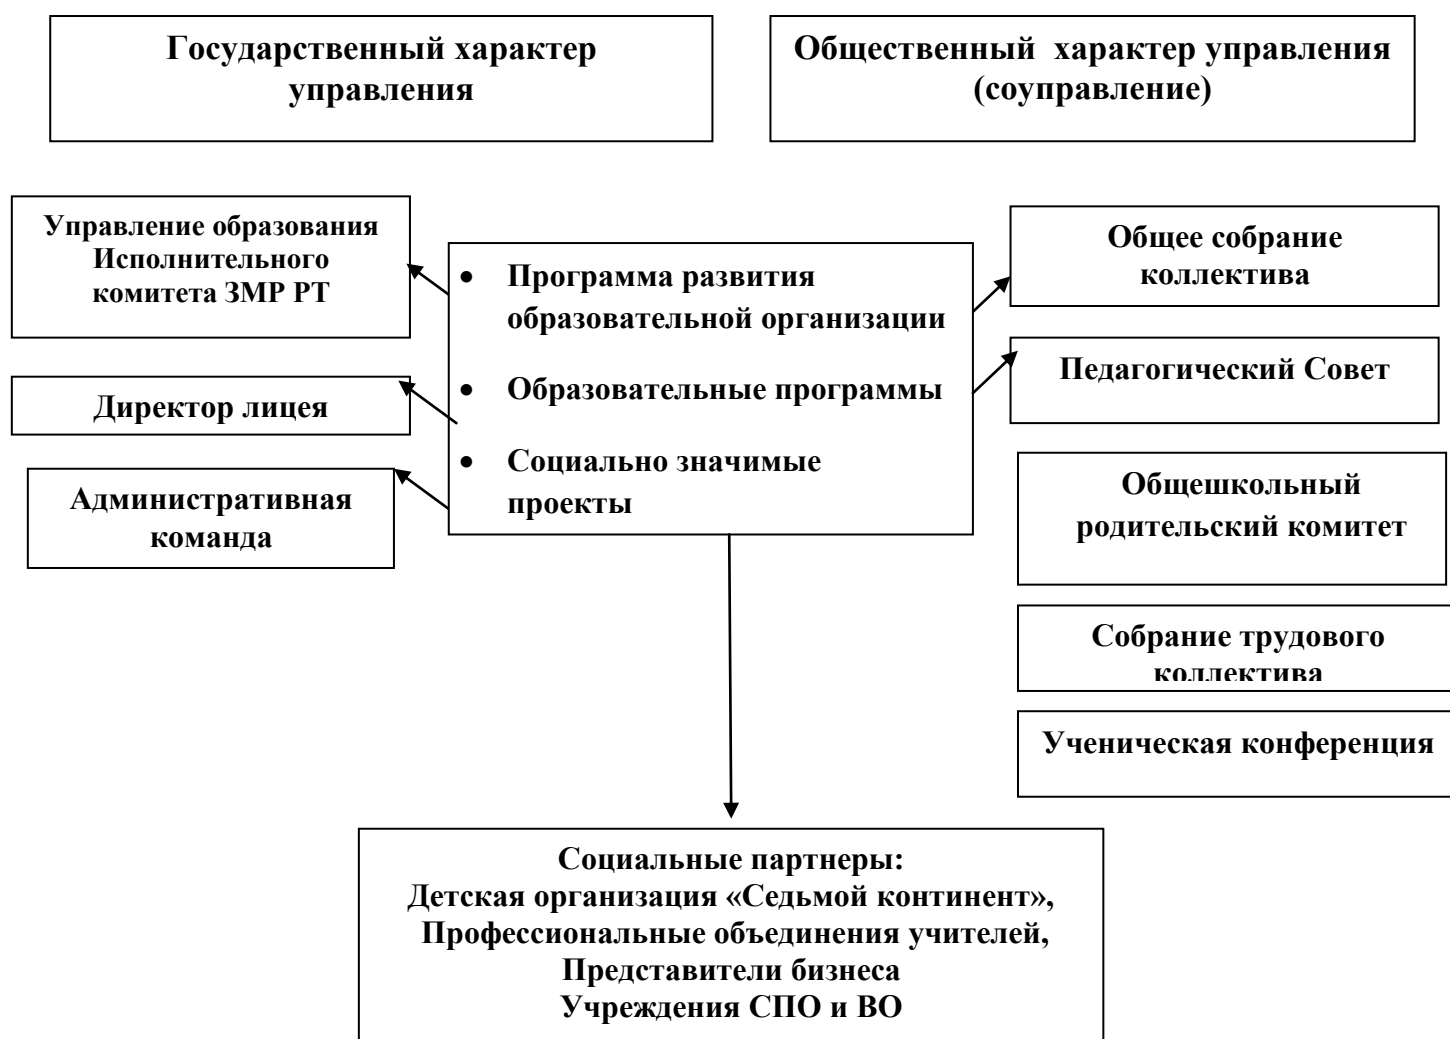 Государственный характер
управления
Общественный характер управления
(соуправление)
Управление образования
Исполнительного
комитета ЗМР РТ
Директор лицея
Административная
команда
• Программа развития
образовательной организации
• Образовательные программы
• Социально значимые
проекты
Общее собрание
коллектива
Педагогический Совет
Общешкольный
родительский комитет
Собрание трудового
коллектива
Ученическая конференция
Социальные партнеры:
Детская организация «Седьмой континент»,
Профессиональные объединения учителей,
Представители бизнеса
Учреждения СПО и ВО